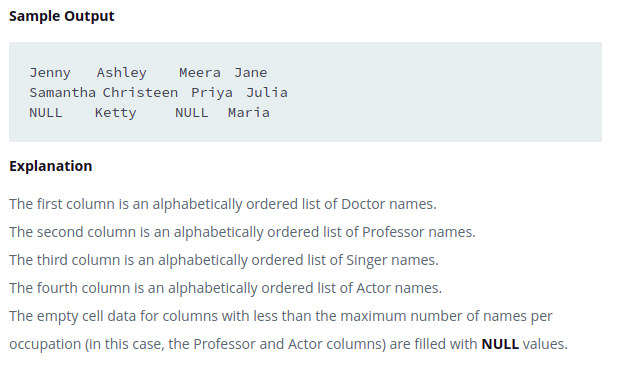 Sample Output
Jenny Ashley Meera Jane
Samantha Christeen Priya Julia
NULL Ketty NULL Maria
Explanation
The first column is an alphabetically ordered list of Doctor names.
The second column is an alphabetically ordered list of Professor names.
The third column is an alphabetically ordered list of Singer names.
The fourth column is an alphabetically ordered list of Actor names.
The empty cell data for columns with less than the maximum number of names per
occupation (in this case, the Professor and Actor columns) are filled with NULL values.